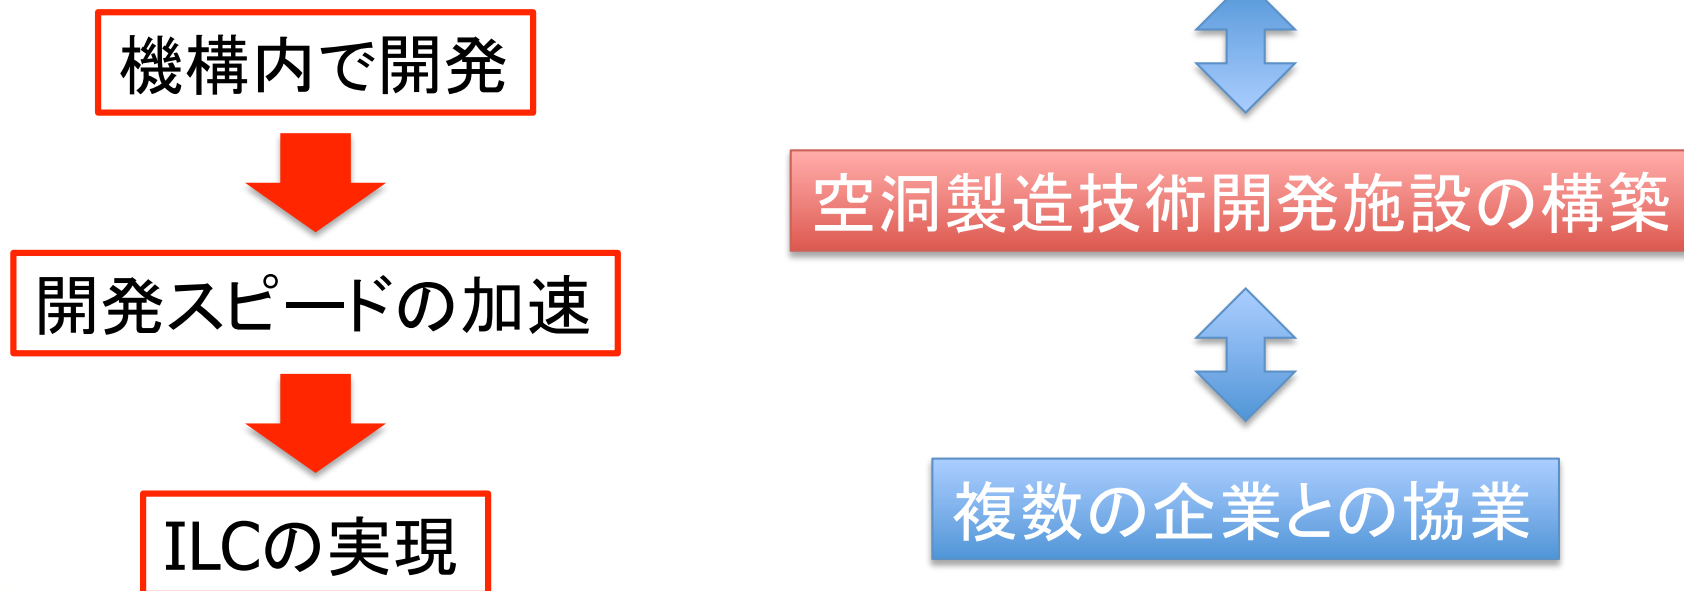 機構内で開発
開発スピードの加速
ILCの実現
空洞製造技術開発施設の構築
複数の企業との協業